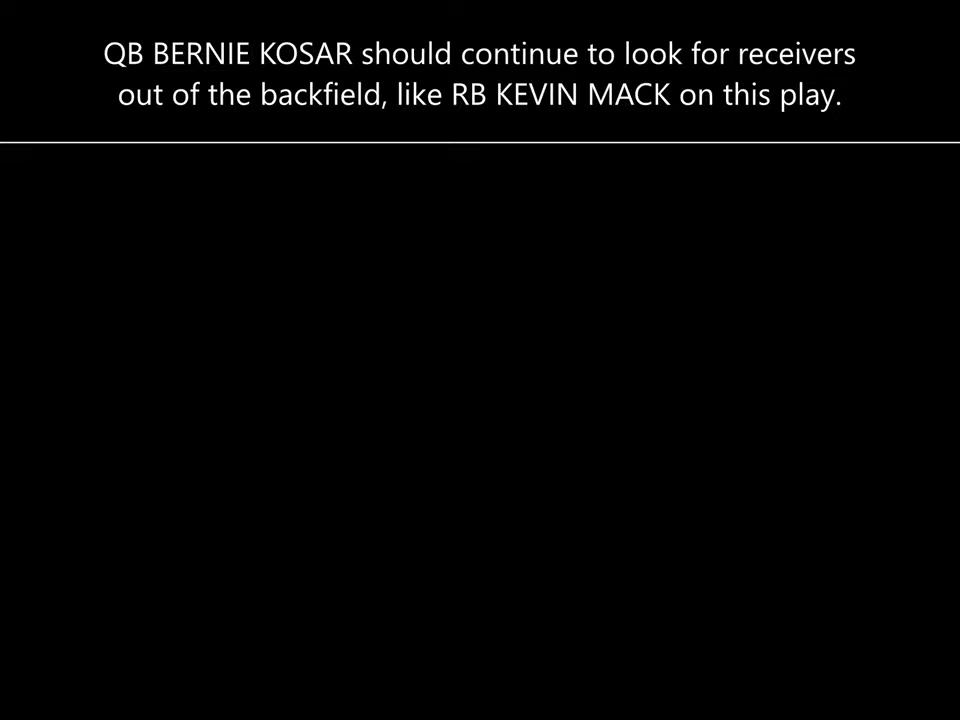 QB BERNIE KOSAR should continue to look for receivers
out of the backfield, like RB KEVIN MACK on this play.